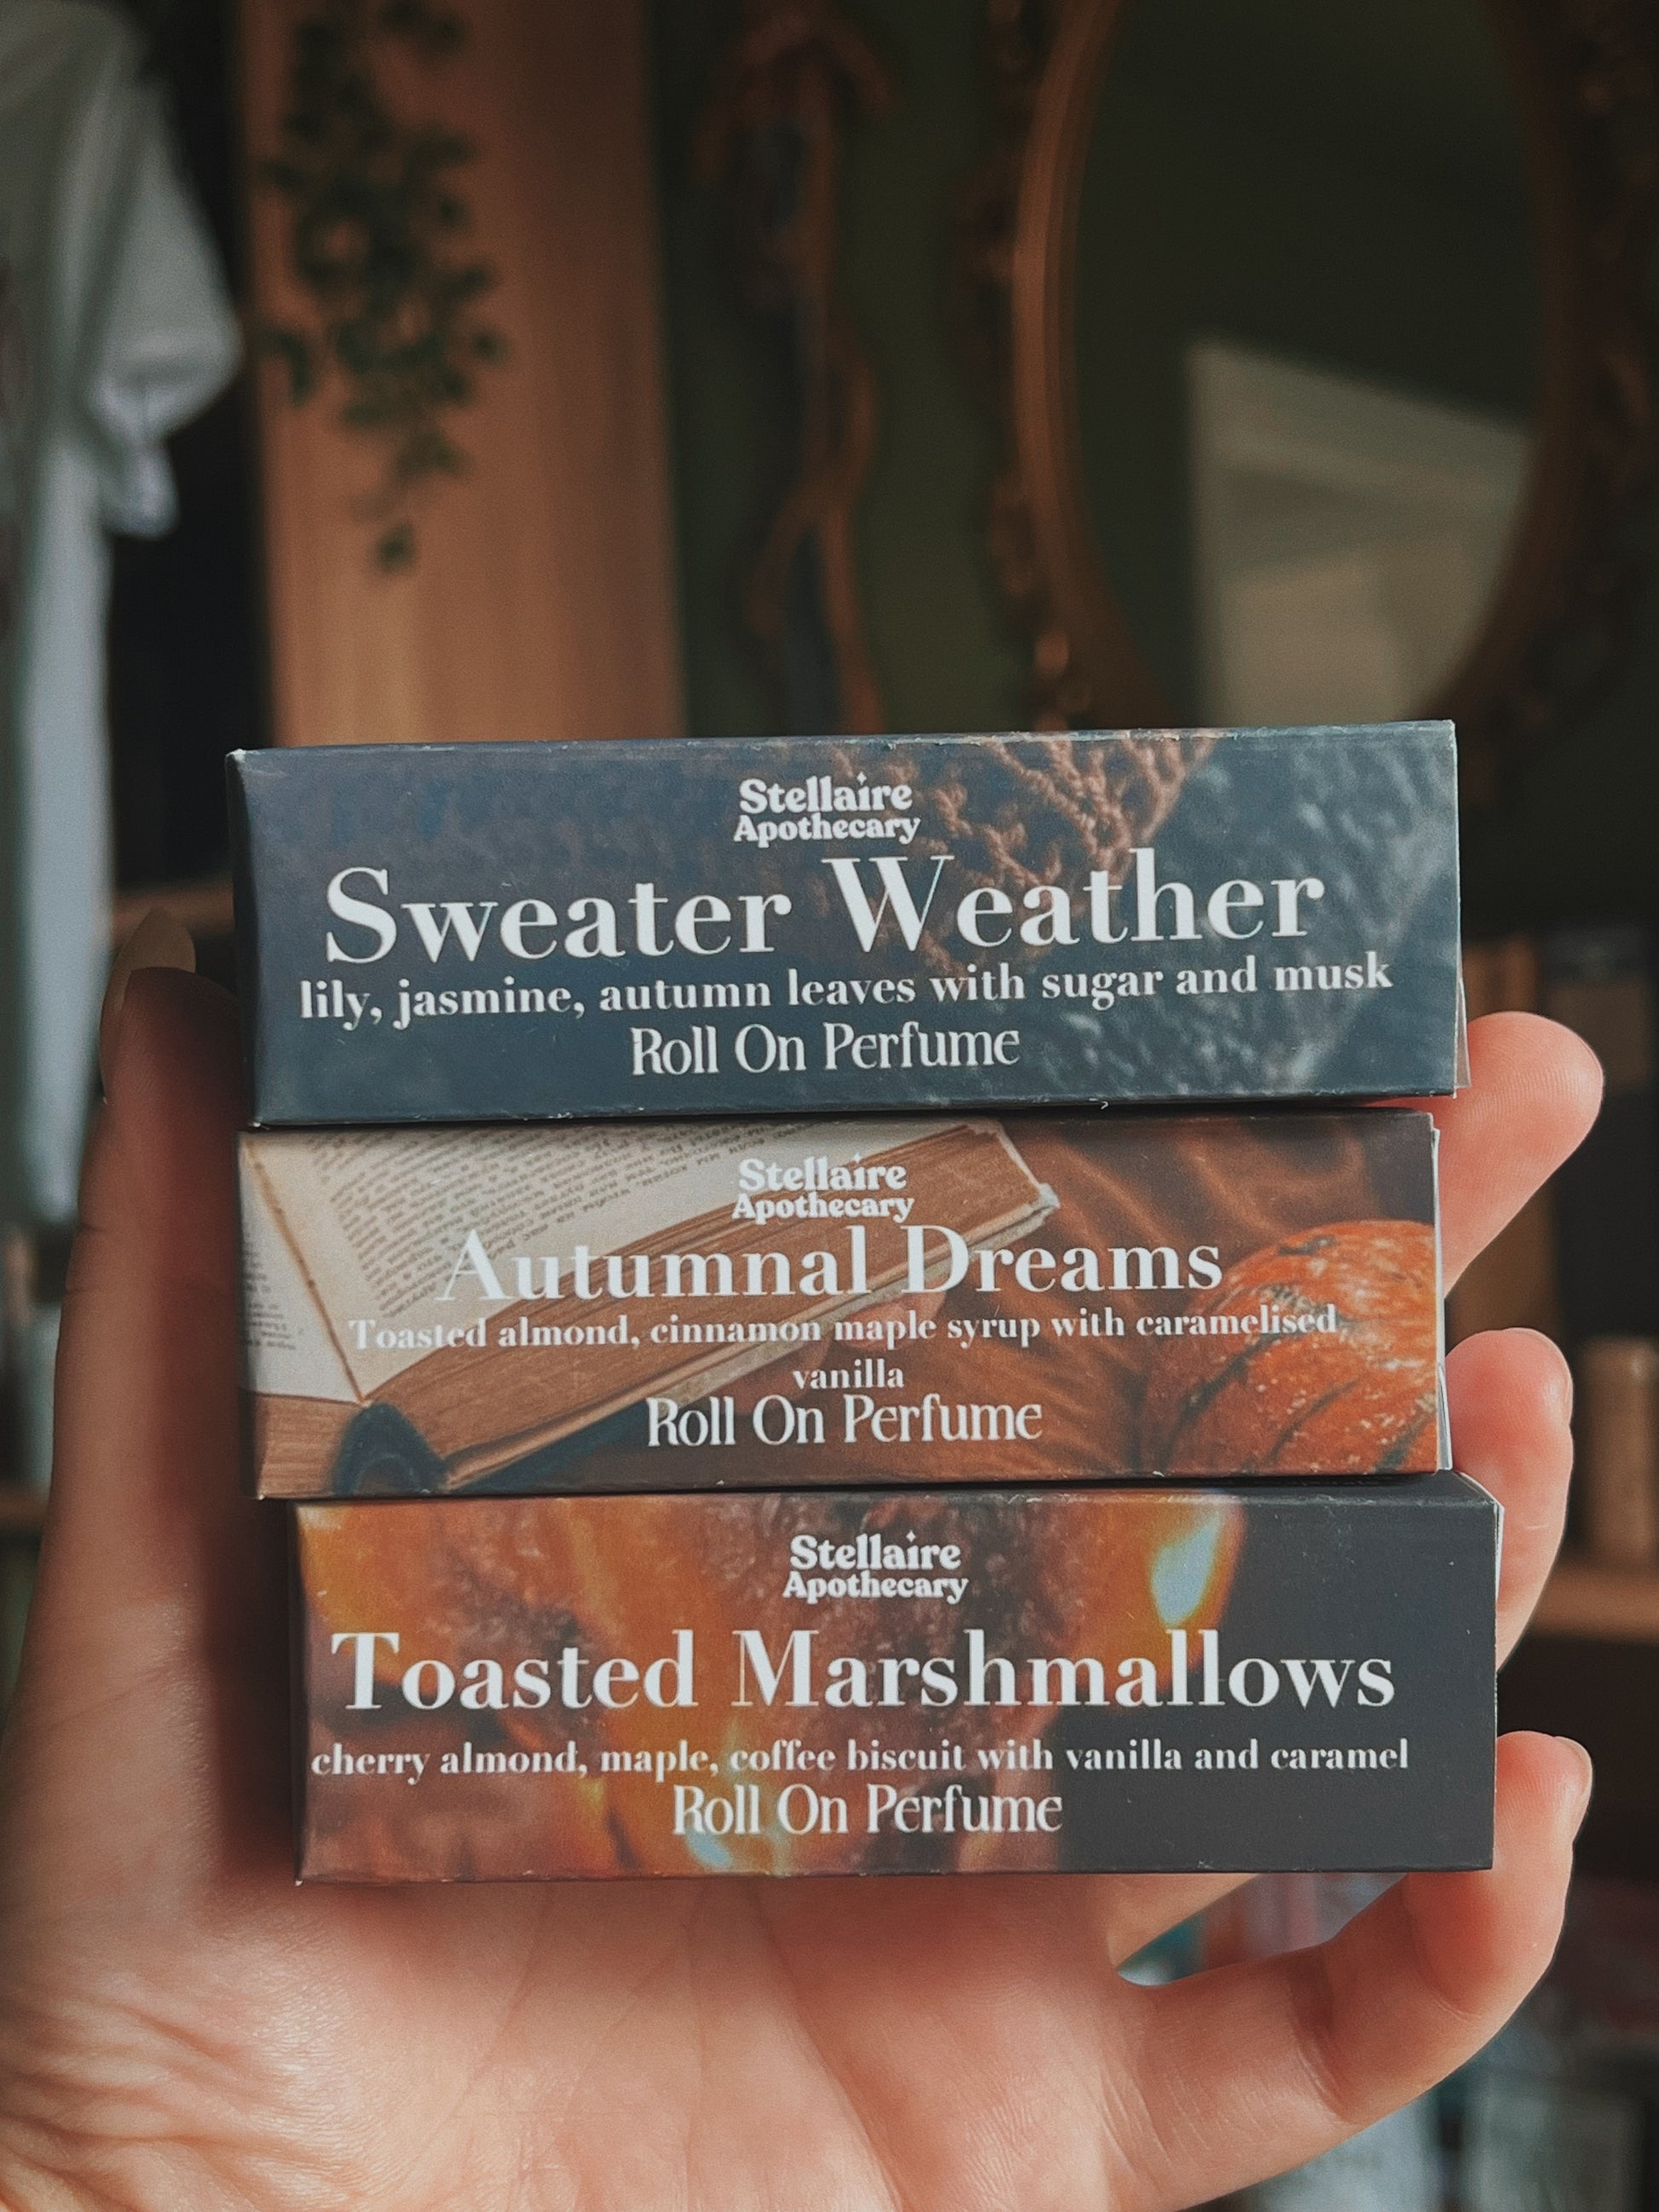 Stellaire
Apothecary
Sweater Weather
lily, jasmine, autumn leaves with sugar and musk
Roll On Perfume
Stellaire
Apothecary
Autumnal Dreams
Toasted almond, cinnamon maple syrup with caramelised
vanilla
Roll On Perfume
Stellaire
Apothecary
Toasted Marshmallows
cherry almond, maple, coffee biscuit with vanilla and caramel
Roll On Perfume